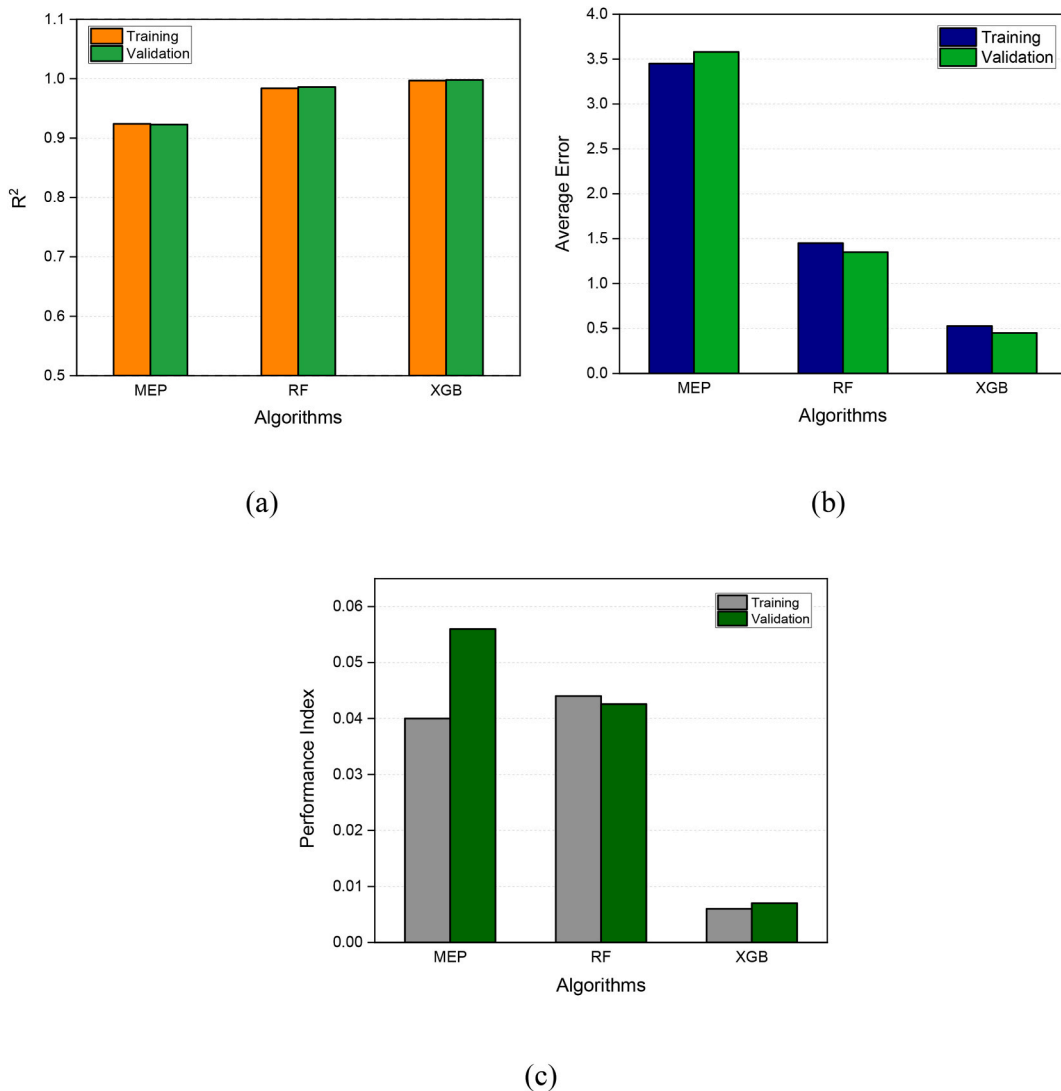 1.1
1.0
0.9
0.8
0.7
0.6
0.5
R²
Training
Validation
MEP RF XGB
Algorithms
(a)
4.0
3.5
3.0
2.5
2.0
1.5
1.0
0.5
0.0
Average Error
Training
Validation
MEP RF XGB
Algorithms
(b)
0.06
0.05
0.04
0.03
0.02
0.01
0.00
Performance Index
Training
Validation
MEP RF XGB
Algorithms
(c)